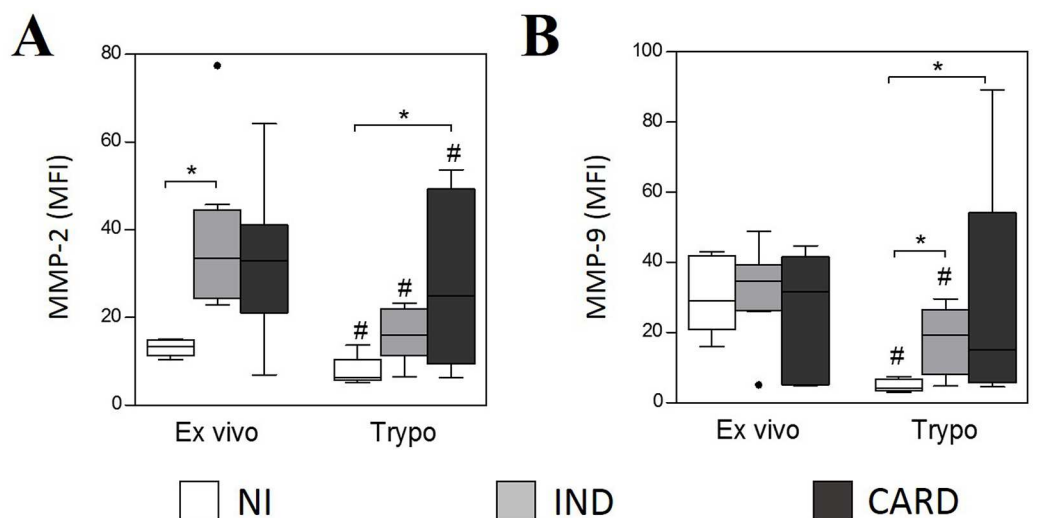 A
B
MMP-2 (MFI)
80
60
40
20
0
*
*
#
#
#
Ex vivo
Trypo
MMP-9 (MFI)
100
80
60
40
20
0
*
*
#
#
Ex vivo
Trypo
NI
IND
CARD